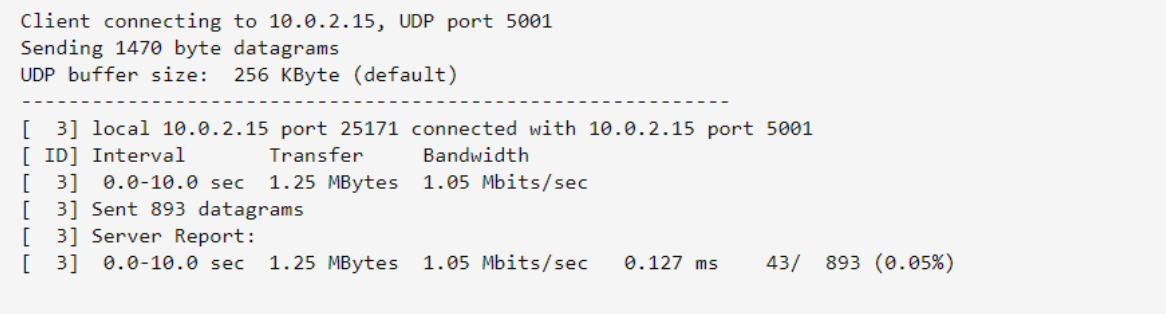 Client connecting to 10.0.2.15, UDP port 5001
Sending 1470 byte datagrams
UDP buffer size:  256 KByte (default)
------------------------------------------------------------
[  3] local 10.0.2.15 port 25171 connected with 10.0.2.15 port 5001
[ ID] Interval       Transfer     Bandwidth
[  3]  0.0-10.0 sec  1.25 MBytes  1.05 Mbits/sec
[  3] Sent 893 datagrams
[  3] Server Report:
[  3]  0.0-10.0 sec  1.25 MBytes  1.05 Mbits/sec   0.127 ms    43/  893 (0.05%)